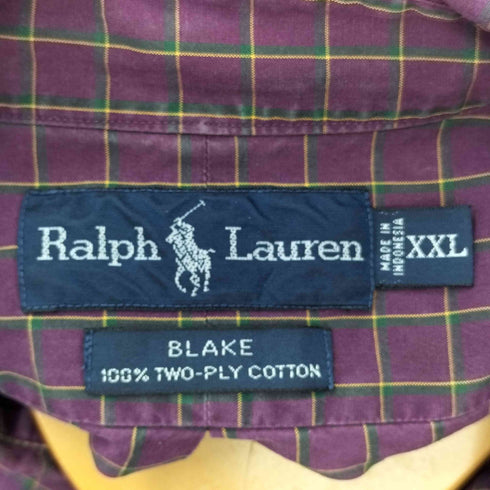 Ralph Lauren
MADE IN
INDONESIA
XXL
BLAKE
100% TWO-PLY COTTON